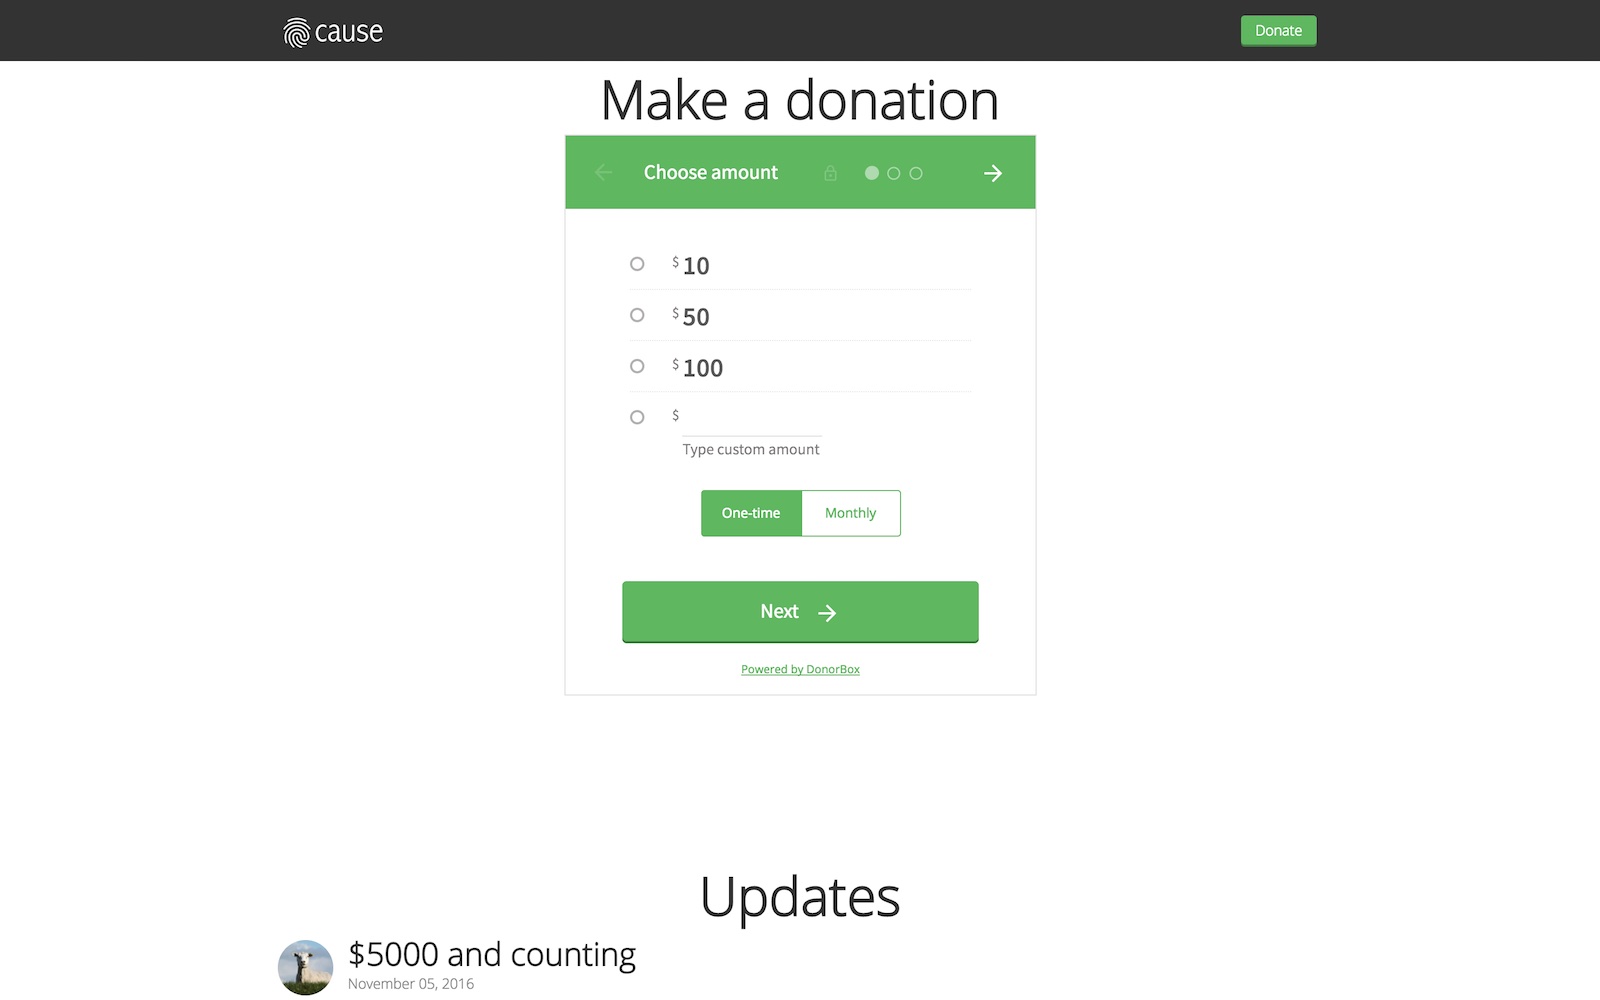 cause
Donate
Make a donation
Choose amount
$10
$50
$100
$
Type custom amount
One-time
Monthly
Next
Powered by DonorBox
Updates
$5000 and counting
November 05, 2016